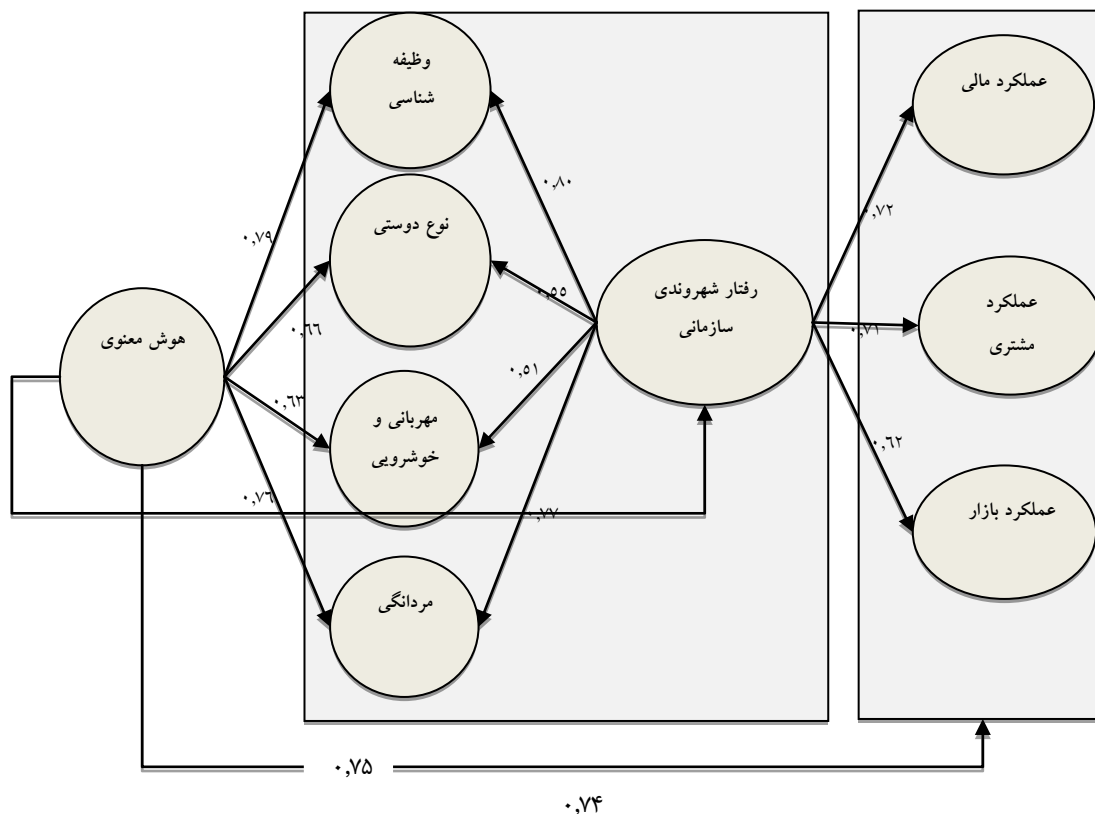 وظیفه
شناسی
عملکرد مالی
۰,۸۰
۰,۷۲
نوع دوستی
۰,۷۹
رفتار شهروندی
سازمانی
۰,۵۵
عملکرد
مشتری
۰,۷۱
هوش معنوی
۰,۶۶
۰,۵۱
۰,۶۳
مهربانی و
خوشرویی
۰,۶۲
۰,۷۶
۰,۷۷
عملکرد بازار
مردانگی
۰,۷۵
۰,۷۴